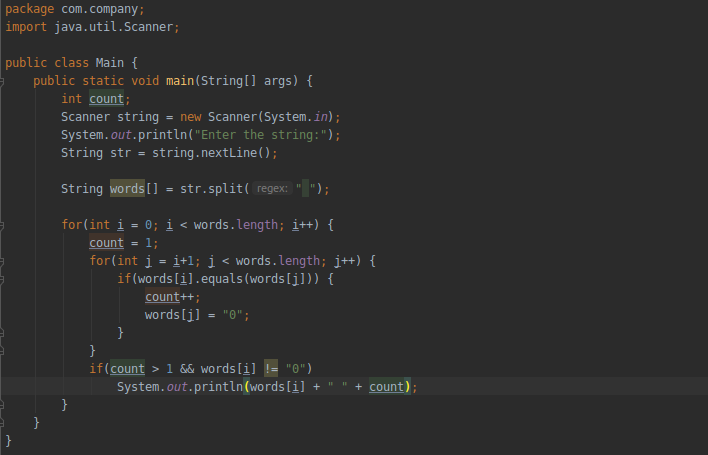 package com.company;
import java.util.Scanner;

public class Main {
    public static void main(String[] args) {
        int count;
        Scanner string = new Scanner(System.in);
        System.out.println("Enter the string:");
        String str = string.nextLine();

        String words[] = str.split( regex: " ");

        for(int i = 0; i < words.length; i++) {
            count = 1;
            for(int j = i+1; j < words.length; j++) {
                if(words[i].equals(words[j])) {
                    count++;
                    words[j] = "0";
                }
            }
            if(count > 1 && words[i] != "0")
                System.out.println(words[i] + " " + count);
        }
    }
}